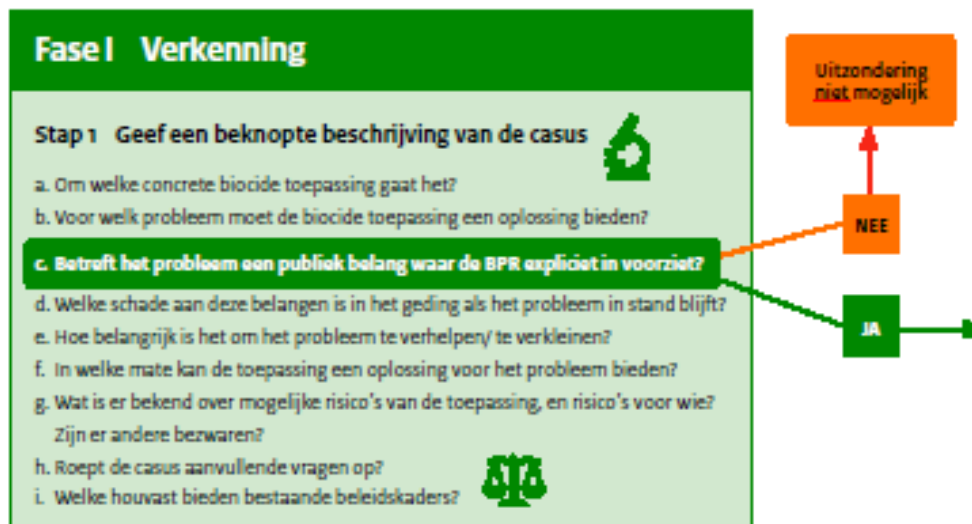 Fase I Verkenning
Stap 1 Geef een beknopte beschrijving van de casus
a. Om welke concrete biocide toepassing gaat het?
b. Voor welk probleem moet de biocide toepassing een oplossing bieden?
c. Betreft het probleem een publiek belang waar de BPR expliciet in voorziet?
d. Welke schade aan deze belangen is in het geding als het probleem in stand blijft?
e. Hoe belangrijk is het om het probleem te verhelpen/ te verkleinen?
f. In welke mate kan de toepassing een oplossing voor het probleem bieden?
g. Wat is er bekend over mogelijke risico's van de toepassing, en risico's voor wie?
Zijn er andere bezwaren?
h. Roept de casus aanvullende vragen op?
i. Welke houvast bieden bestaande beleidskaders?
Uitzondering
niet mogelijk
NEE
JA